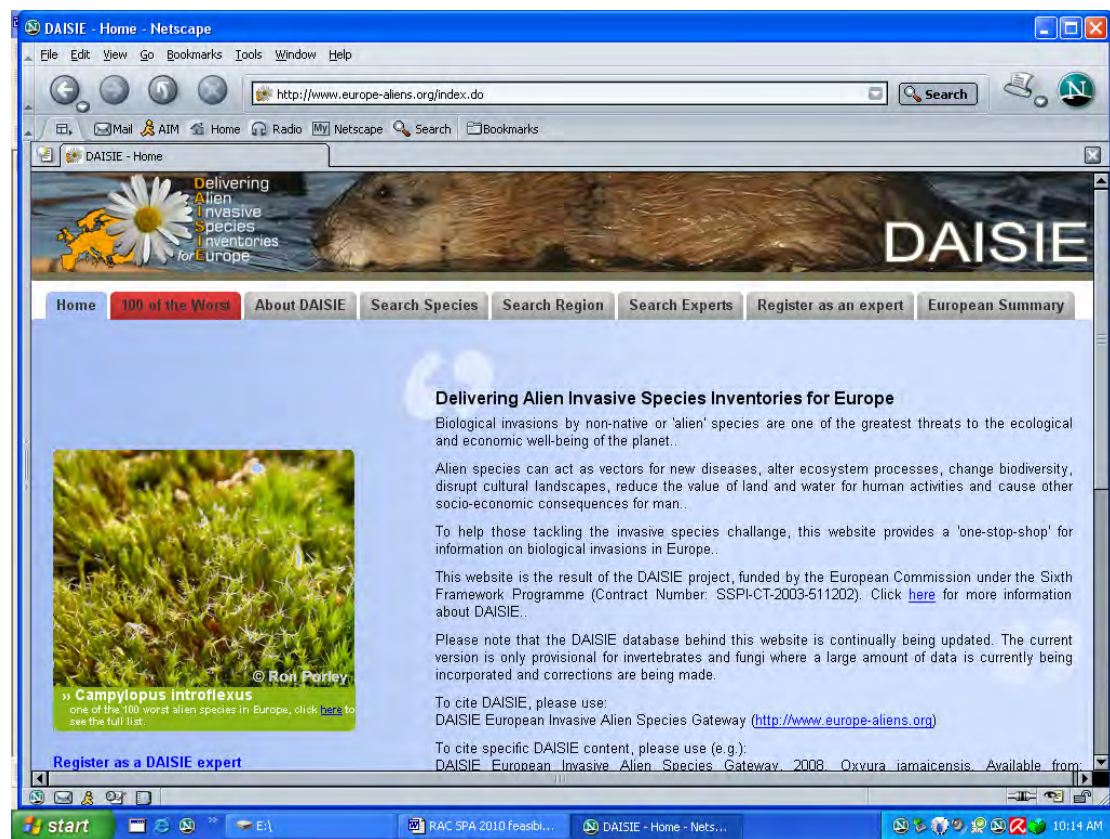 DAISIE - Home - Netscape
File Edit View Go Bookmarks Tools Window Help
http://www.europe-aliens.org/index.do
Search
N
Mail AIM Home Radio My Netscape Search Bookmarks
DAISIE - Home
Delivering
Alien
Invasive
Species
Inventories
for Europe
DAISIE
Home 100 of the Worst About DAISIE Search Species Search Region Search Experts Register as an expert European Summary
Delivering Alien Invasive Species Inventories for Europe
Biological invasions by non-native or 'alien' species are one of the greatest threats to the ecological
and economic well-being of the planet..
Alien species can act as vectors for new diseases, alter ecosystem processes, change biodiversity,
disrupt cultural landscapes, reduce the value of land and water for human activities and cause other
socio-economic consequences for man..
To help those tackling the invasive species challange, this website provides a 'one-stop-shop' for
information on biological invasions in Europe..
This website is the result of the DAISIE project, funded by the European Commission under the Sixth
Framework Programme (Contract Number: SSPI-CT-2003-511202). Click here for more information
about DAISIE..
Please note that the DAISIE database behind this website is continually being updated. The current
version is only provisional for invertebrates and fungi where a large amount of data is currently being
incorporated and corrections are being made.
To cite DAISIE, please use:
DAISIE European Invasive Alien Species Gateway (http://www.europe-aliens.org)
To cite specific DAISIE content, please use (e.g.):
DAISIE European Invasive Alien Species Gateway, 2008. Oxyura jamaicensis. Available from:
© Ron Porley
›› Campylopus introflexus
one of the 100 worst alien species in Europe, click here to
see the full list.
Register as a DAISIE expert
start E:\ RAC SPA 2010 feasibi... DAISIE - Home - Nets... 10:14 AM